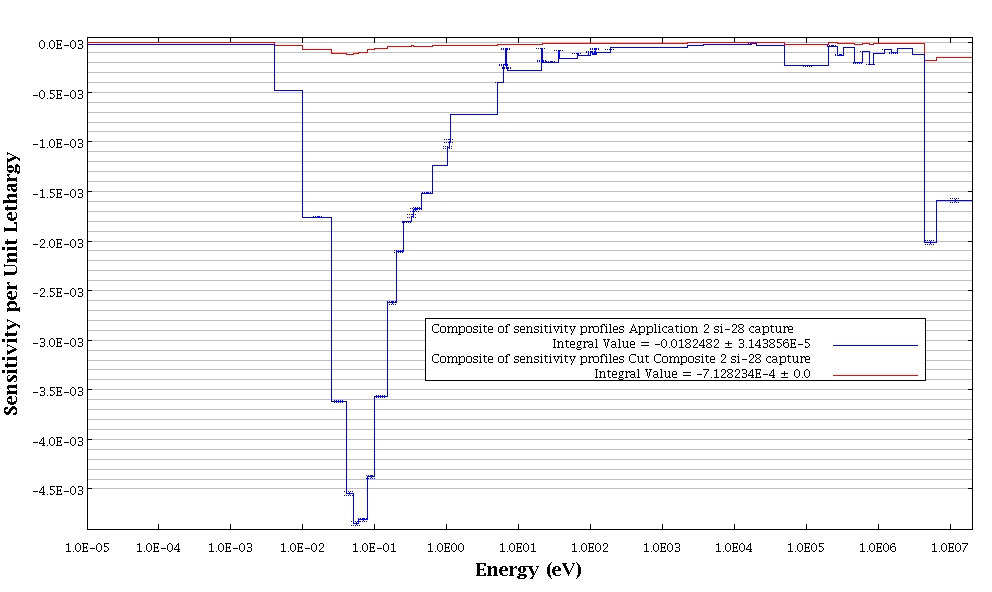 0.0E-03
-0.5E-03
-1.0E-03
-1.5E-03
-2.0E-03
-2.5E-03
-3.0E-03
-3.5E-03
-4.0E-03
-4.5E-03
Sensitivity per Unit Lethargy
Composite of sensitivity profiles Application 2 si-28 capture
Integral Value = -0.0182482 ± 3.143856E-5
Composite of sensitivity profiles Cut Composite 2 si-28 capture
Integral Value = -7.128234E-4 ± 0.0
1.0E-05 1.0E-04 1.0E-03 1.0E-02 1.0E-01 1.0E00 1.0E01 1.0E02 1.0E03 1.0E04 1.0E05 1.0E06 1.0E07
Energy (eV)